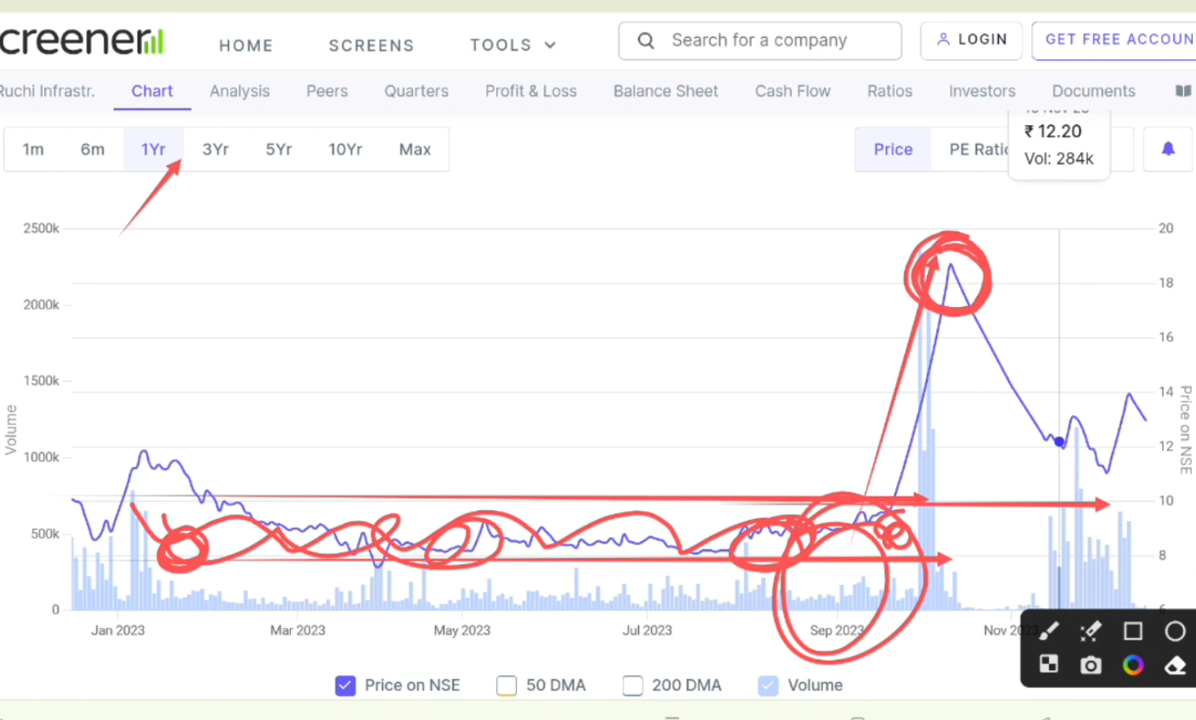 creener
HOME SCREENS TOOLS Search for a company LOGIN GET FREE ACCOUN
Ruchi Infrastr. Chart Analysis Peers Quarters Profit & Loss Balance Sheet Cash Flow Ratios Investors Documents
1m 6m 1Yr 3Yr 5Yr 10Yr Max Price PE Ratio
₹ 12.20
Vol: 284k
2500k 20
18
2000k
16
1500k 14
Volume Price on NSE
12
1000k
10
500k 8
0 6
Jan 2023 Mar 2023 May 2023 Jul 2023 Sep 2023 Nov 2023
Price on NSE 50 DMA 200 DMA Volume